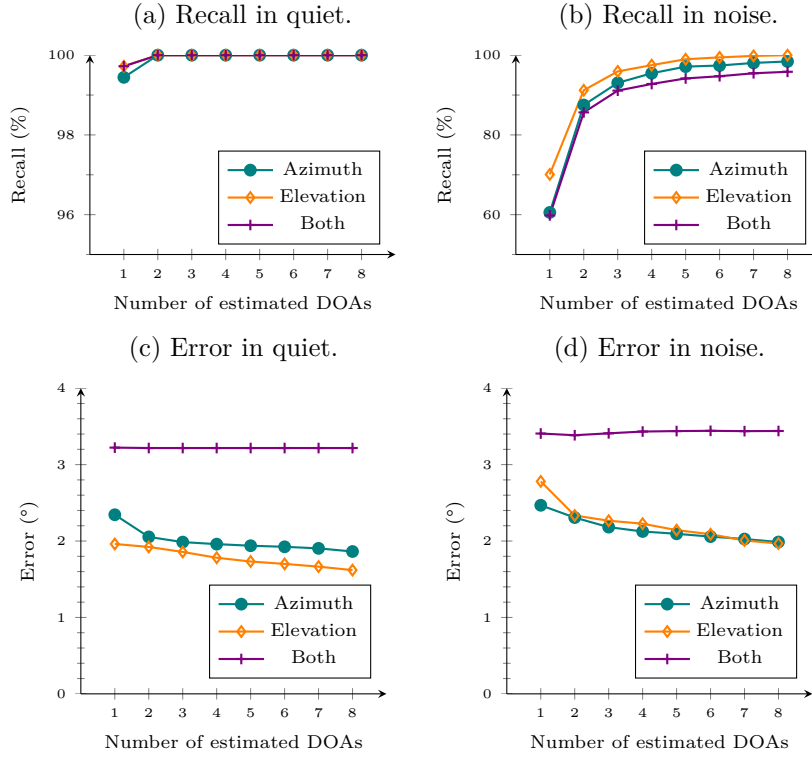 (a) Recall in quiet.
100
98
96
Recall (%)
Azimuth
Elevation
Both
1 2 3 4 5 6 7 8
Number of estimated DOAs
(b) Recall in noise.
100
80
60
Recall (%)
Azimuth
Elevation
Both
1 2 3 4 5 6 7 8
Number of estimated DOAs
(c) Error in quiet.
4
3
2
1
0
Error (°)
Azimuth
Elevation
Both
1 2 3 4 5 6 7 8
Number of estimated DOAs
(d) Error in noise.
4
3
2
1
0
Error (°)
Azimuth
Elevation
Both
1 2 3 4 5 6 7 8
Number of estimated DOAs